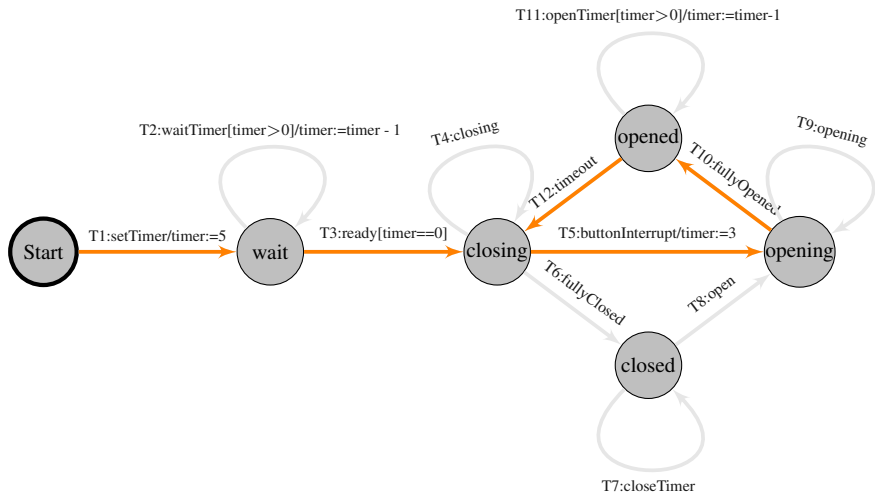 T11:openTimer[timer>0]/timer:=timer-1
T2:waitTimer[timer>0]/timer:=timer - 1
T4:closing
opened
T9:opening
T12:timeout
T10:fullyOpened
Start
T1:setTimer/timer:=5
wait
T3:ready[timer==0]
closing
T5:buttonInterrupt/timer:=3
opening
T6:fullyClosed
T8:open
closed
T7:closeTimer